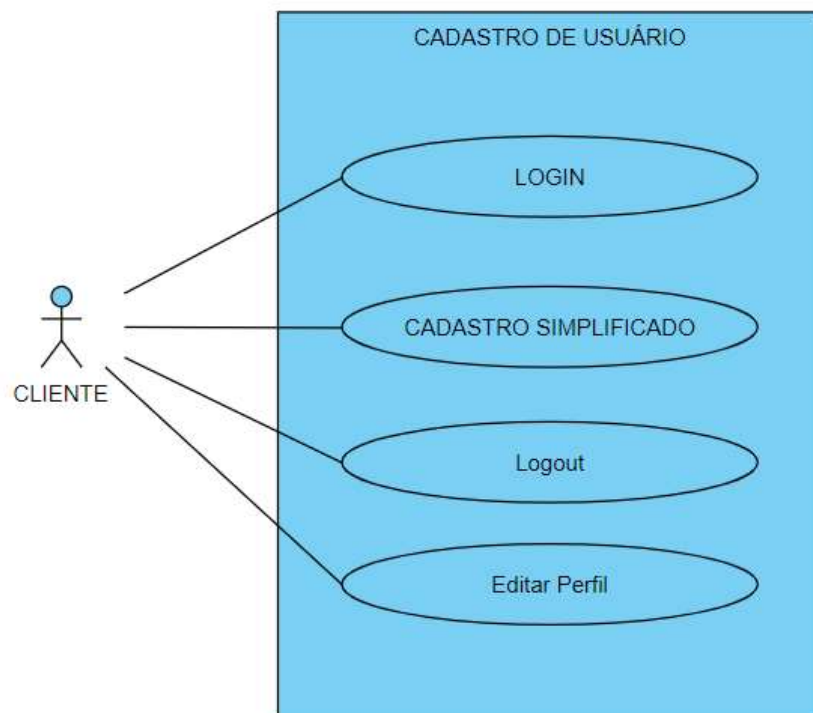 CADASTRO DE USUÁRIO
LOGIN
CADASTRO SIMPLIFICADO
CLIENTE
Logout
Editar Perfil